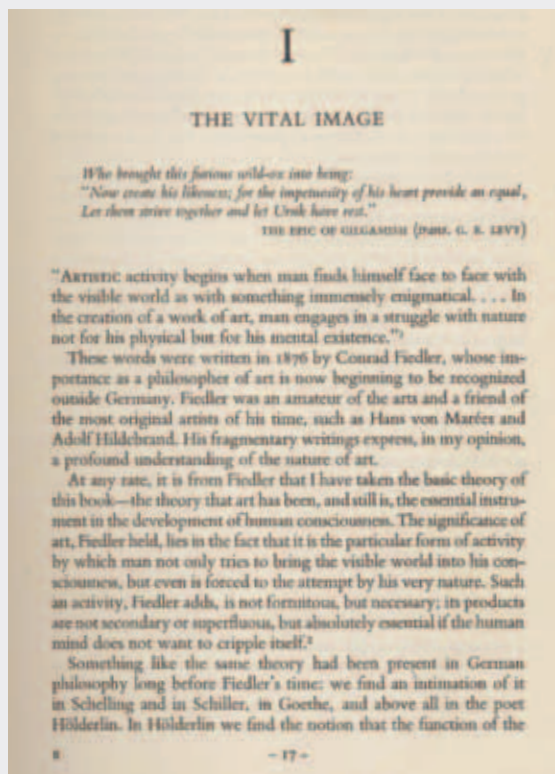 I
THE VITAL IMAGE
Who brought this furious wild-ox into being?
"Now create his likeness; for the impetuosity of his heart provide an equal,
Let them strive together and let Uruk have rest."
THE EPIC OF GILGAMISH (trans. G. R. LEVY)
"ARTISTIC activity begins when man finds himself face to face with
the visible world as with something immensely enigmatical. . . . In
the creation of a work of art, man engages in a struggle with nature
not for his physical but for his mental existence."¹
These words were written in 1876 by Conrad Fiedler, whose im-
portance as a philosopher of art is now beginning to be recognized
outside Germany. Fiedler was an amateur of the arts and a friend of
the most original artists of his time, such as Hans von Marées and
Adolf Hildebrand. His fragmentary writings express, in my opinion,
a profound understanding of the nature of art.
At any rate, it is from Fiedler that I have taken the basic theory of
this book—the theory that art has been, and still is, the essential instru-
ment in the development of human consciousness. The significance of
art, Fiedler held, lies in the fact that it is the particular form of activity
by which man not only tries to bring the visible world into his con-
sciousness, but even is forced to the attempt by his very nature. Such
an activity, Fiedler adds, is not fortuitous, but necessary; its products
are not secondary or superfluous, but absolutely essential if the human
mind does not want to cripple itself.²
Something like the same theory had been present in German
philosophy long before Fiedler's time: we find an intimation of it
in Schelling and in Schiller, in Goethe, and above all in the poet
Hölderlin. In Hölderlin we find the notion that the function of the
- 17 -